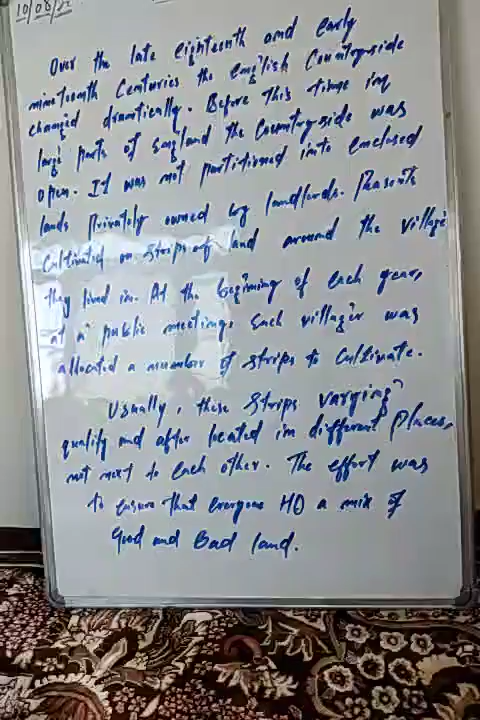 10/08/22
Over the late eighteenth and early
nineteenth Centuries the english Countryside
changed dramatically. Before this time in
large parts of England the Countryside was
open. It was not partitioned into enclosed
lands Privately owned by landlords. Peasants
Cultivated on strips of land around the village
they lived in. At the beginning of each year,
at a public meeting, Each villager was
allocated a number of strips to Cultivate.
Usually, these strips varying
quality and after located in different Places,
not next to Each other. The effort was
to ensure that everyone HD a mix of
Good and Bad land.